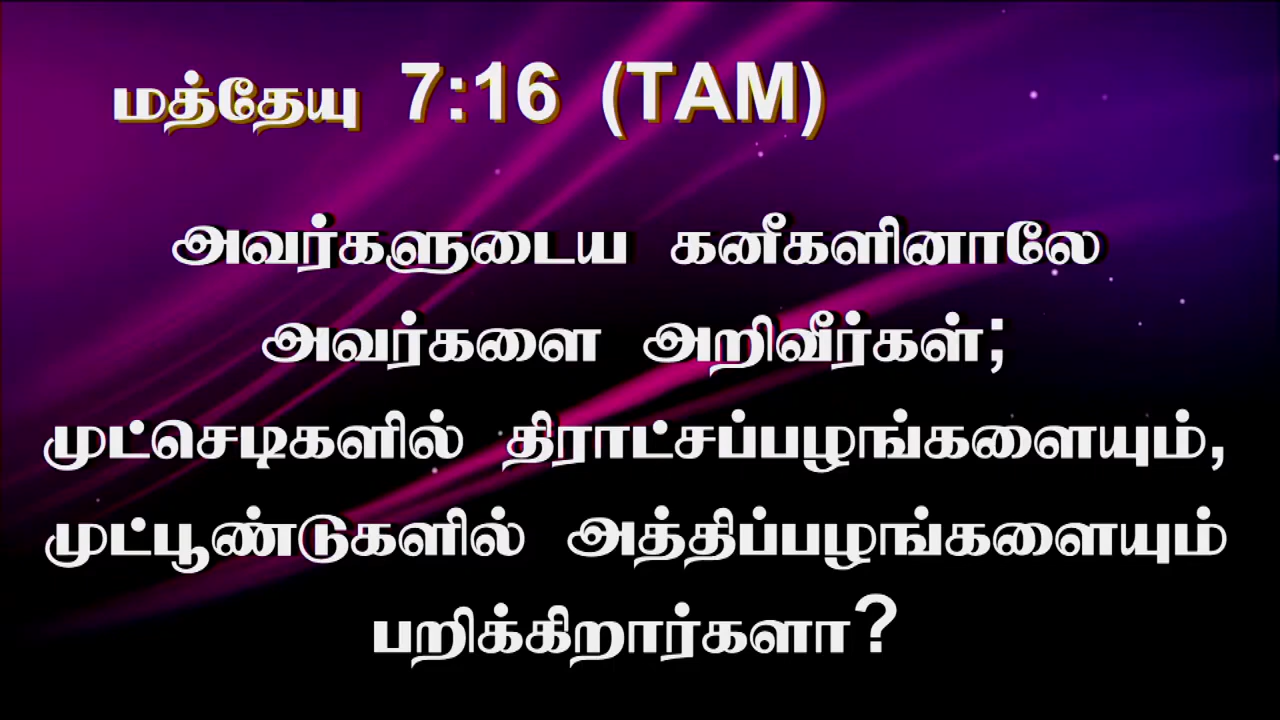 மத்தேயு 7:16 (TAM)
அவர்களுடைய கனீகளினாலே
அவர்களை அறிவீர்கள்;
முட்செடிகளில் திராட்சப்பழங்களையும்,
முட்பூண்டுகளில் அத்திப்பழங்களையும்
பறிக்கிறார்களா?